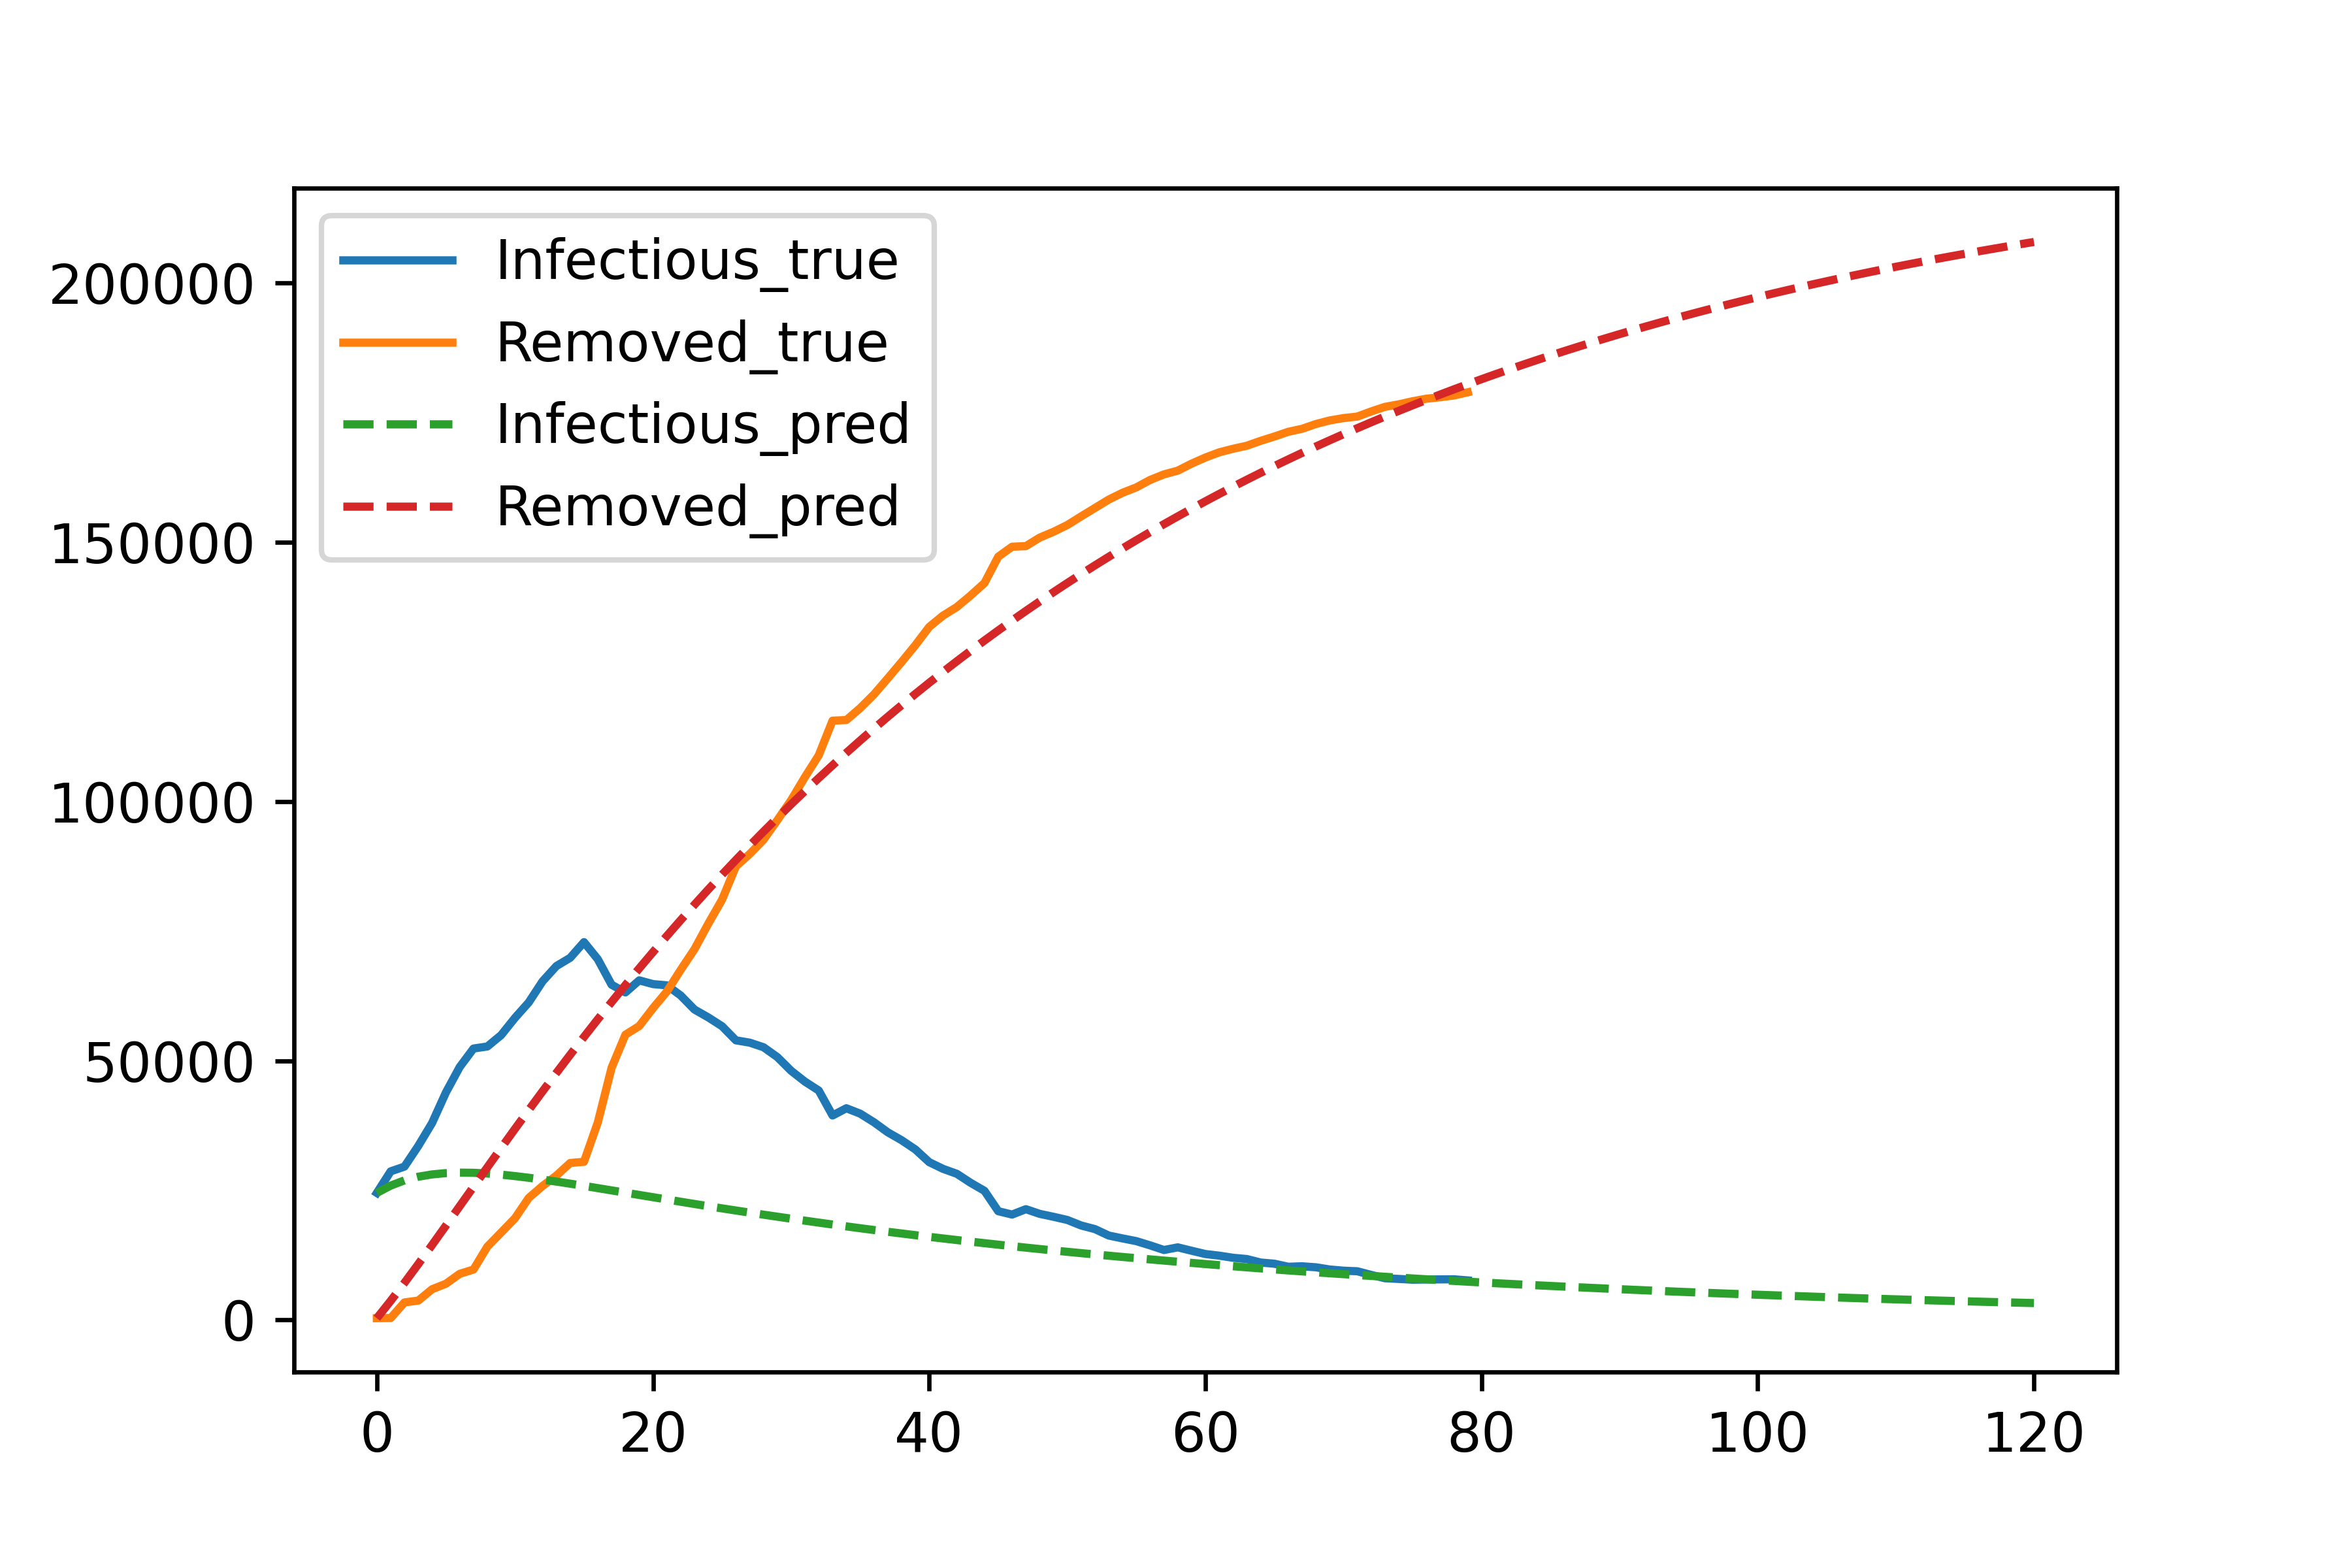 Infectious_true
Removed_true
Infectious_pred
Removed_pred
200000
150000
100000
50000
0
0 20 40 60 80 100 120